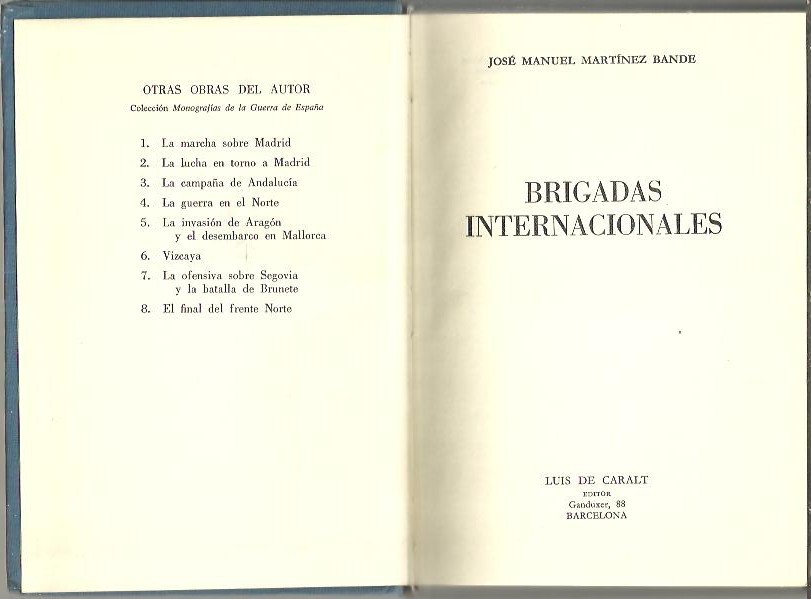 OTRAS OBRAS DEL AUTOR
Colección Monografías de la Guerra de España
1. La marcha sobre Madrid
2. La lucha en torno a Madrid
3. La campaña de Andalucía
4. La guerra en el Norte
5. La invasión de Aragón
y el desembarco en Mallorca
6. Vizcaya
7. La ofensiva sobre Segovia
y la batalla de Brunete
8. El final del frente Norte
JOSÉ MANUEL MARTÍNEZ BANDE
BRIGADAS
INTERNACIONALES
LUIS DE CARALT
EDITOR
Ganduxer, 88
BARCELONA